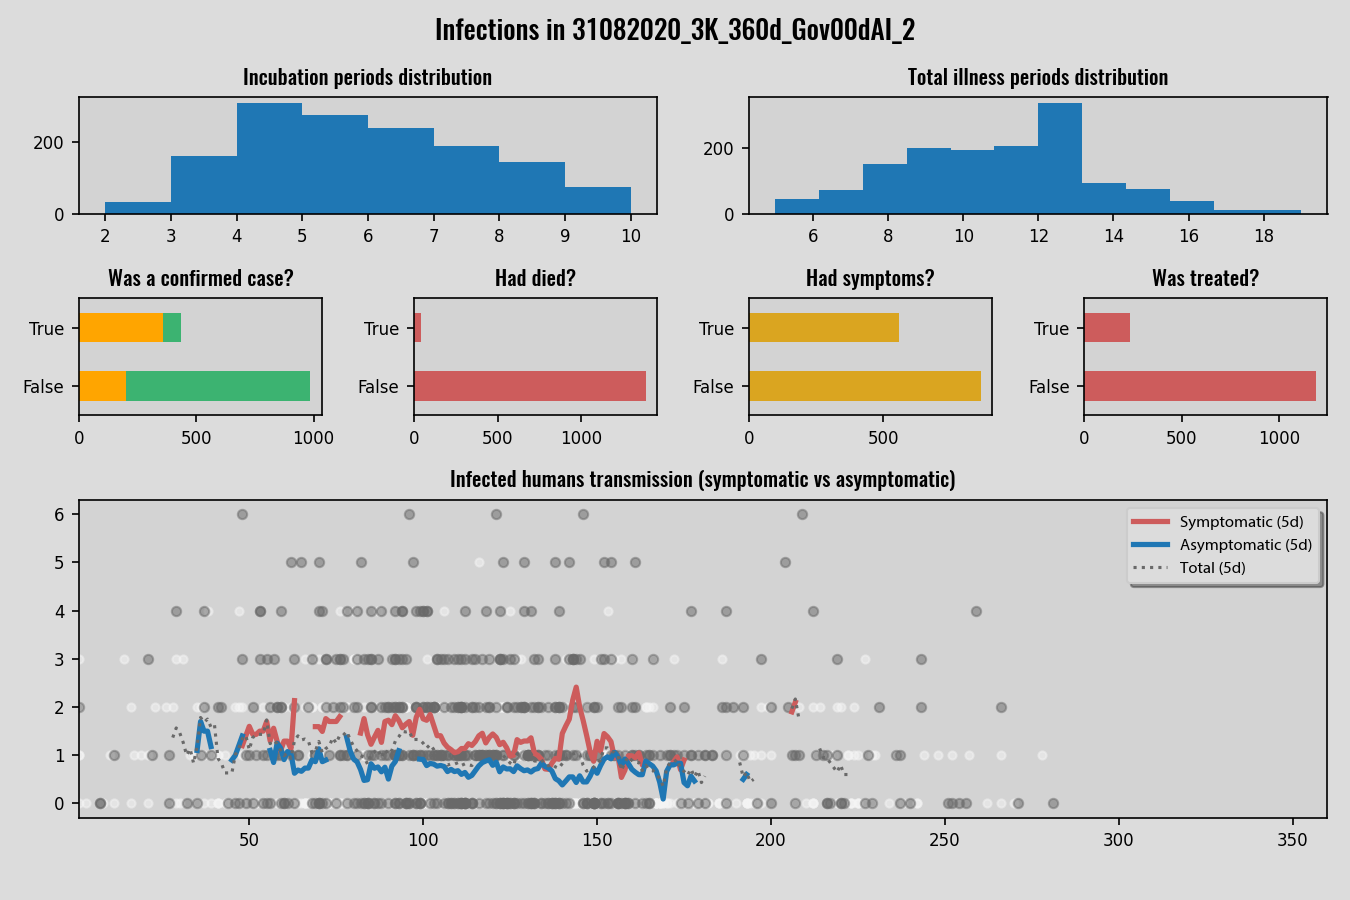 Infections in 31082020_3K_360d_Gov00dAI_2
Incubation periods distribution
Total illness periods distribution
200
0
2 3 4 5 6 7 8 9 10
200
0
6 8 10 12 14 16 18
Was a confirmed case?
Had died?
Had symptoms?
Was treated?
True
False
0 500 1000
True
False
0 500 1000
True
False
0 500
True
False
0 500 1000
Infected humans transmission (symptomatic vs asymptomatic)
6
5
4
3
2
1
0
Symptomatic (5d)
Asymptomatic (5d)
Total (5d)
50 100 150 200 250 300 350